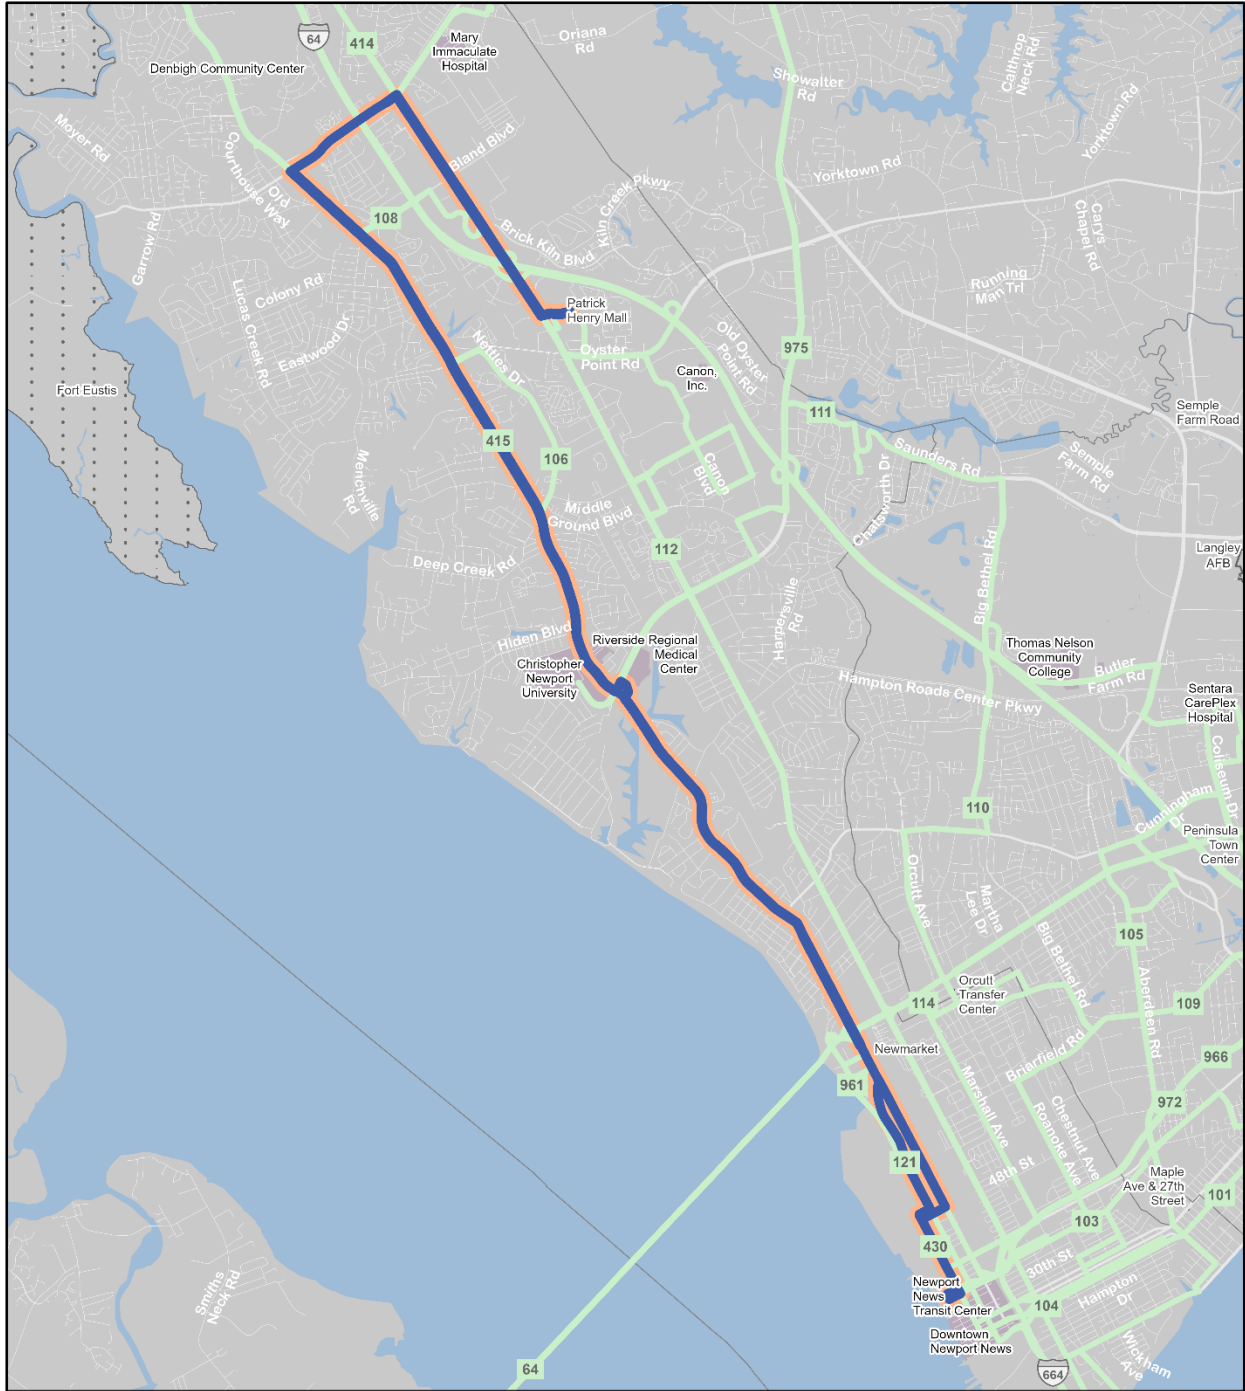 64
414
Mary
Immaculate
Hospital
Oriana
Rd
Denbigh Community Center
Showalter
Rd
Calthrop
Neck Rd
Yorktown Rd
Moyer Rd
Old
Courthouse Way
Bland Blvd
Yorktown Rd
Kiln Creek Pkwy
108
Garrow Rd
Brick Kiln Blvd
Carys
Chapel Rd
Colony Rd
Lucas Creek Rd
Running
Man Trl
Patrick
Henry Mall
Eastwood Dr
Nettles Dr
Oyster
Point Rd
Old Oyster
Point Rd
975
Canon,
Inc.
Fort Eustis
111
Semple
Farm Road
415
106
Saunders Rd
Semple
Farm Rd
Menchville
Rd
Canon
Blvd
Middle
Ground Blvd
Chatsworth Dr
112
Langley
AFB
Deep Creek Rd
Big Bethel Rd
Harpersville
Rd
Hiden Blvd
Riverside Regional
Medical
Center
Christopher
Newport
University
Thomas Nelson
Community
College
Butler
Farm Rd
Hampton Roads Center Pkwy
Sentara
CarePlex
Hospital
Coliseum Dr
110
Cunningham
Dr
Peninsula
Town
Center
Orcutt Ave
Martha
Lee Dr
Big Bethel Rd
105
Aberdeen Rd
Orcutt
Transfer
Center
114
109
Newmarket
Briarfield Rd
966
961
Marshall Ave
Chestnut Ave
Roanoke Ave
972
121
48th St
Maple
Ave & 27th
Street
101
103
430
30th St
Smiths
Neck Rd
Newport
News
Transit Center
104
Hampton
Dr
Downtown
Newport News
Wickham
Ave
64
664